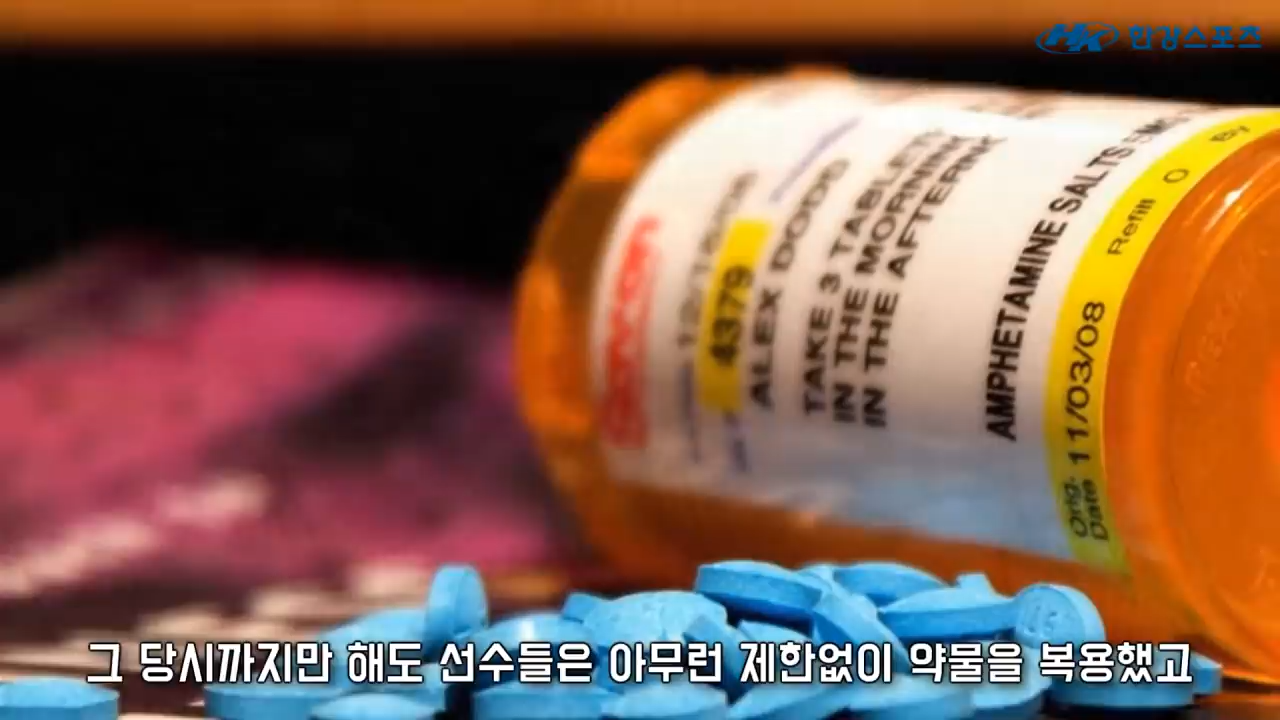 HK 한강스포츠
4379
ALEX DODD
TAKE 3 TABLETS
IN THE MORNING
IN THE AFTERN
AMPHETAMINE SALTS 5MG
Refill 0 By
Orig. Date 11/03/08
그 당시까지만 해도 선수들은 아무런 제한없이 약물을 복용했고